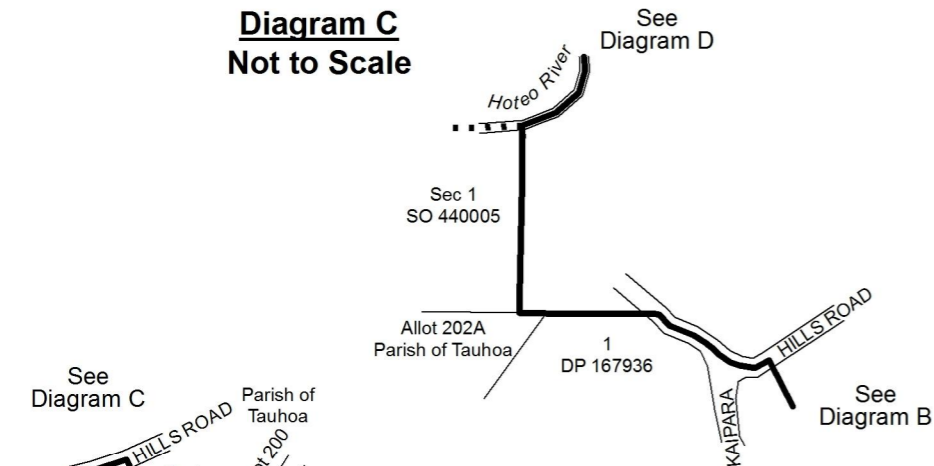 Diagram C
Not to Scale
See
Diagram D
Hoteo River
Sec 1
SO 440005
Allot 202A
Parish of Tauhoa
1
DP 167936
HILLS ROAD
KAIPARA
See
Diagram B
See
Diagram C
Parish of
Tauhoa
HILLS ROAD
200